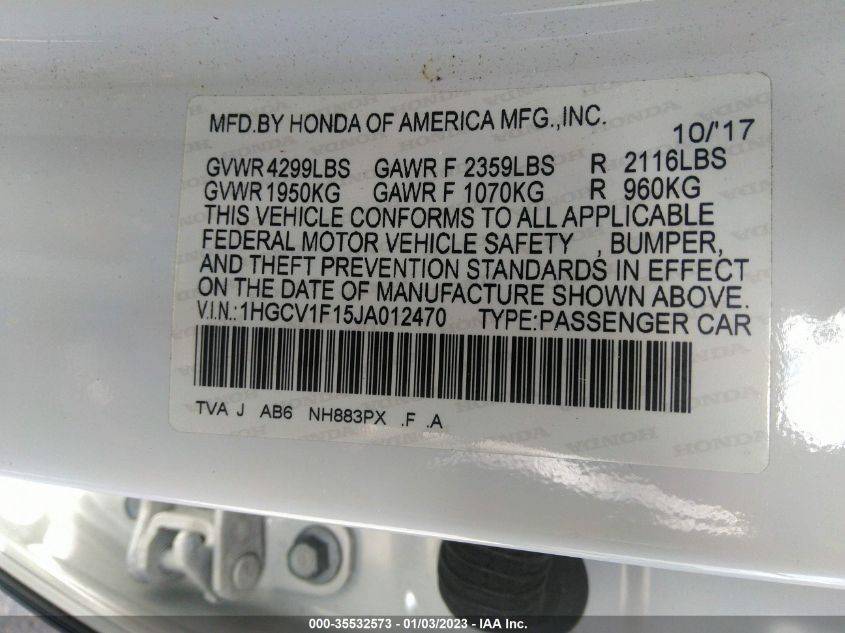 MFD.BY HONDA OF AMERICA MFG.,INC. 10/'17
GVWR 4299LBS GAWR F 2359LBS R 2116LBS
GVWR 1950KG GAWR F 1070KG R 960KG
THIS VEHICLE CONFORMS TO ALL APPLICABLE
FEDERAL MOTOR VEHICLE SAFETY , BUMPER,
AND THEFT PREVENTION STANDARDS IN EFFECT
ON THE DATE OF MANUFACTURE SHOWN ABOVE.
V.I.N.:1HGCV1F15JA012470 TYPE:PASSENGER CAR
TVA J AB6 NH883PX .F .A
000-35532573 - 01/03/2023 - IAAI Inc.